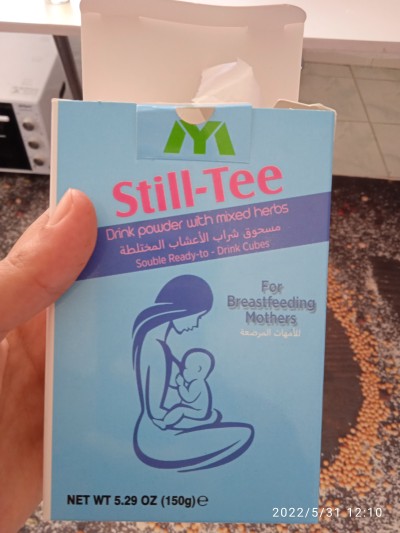 Still-Tee
Drink powder with mixed herbs
مسحوق شراب الأعشاب المختلطة
Souble Ready-to - Drink Cubes
For
Breastfeeding
Mothers
للأمهات المرضعة
NET WT 5.29 OZ (150g) e
2022/5/31 12:10